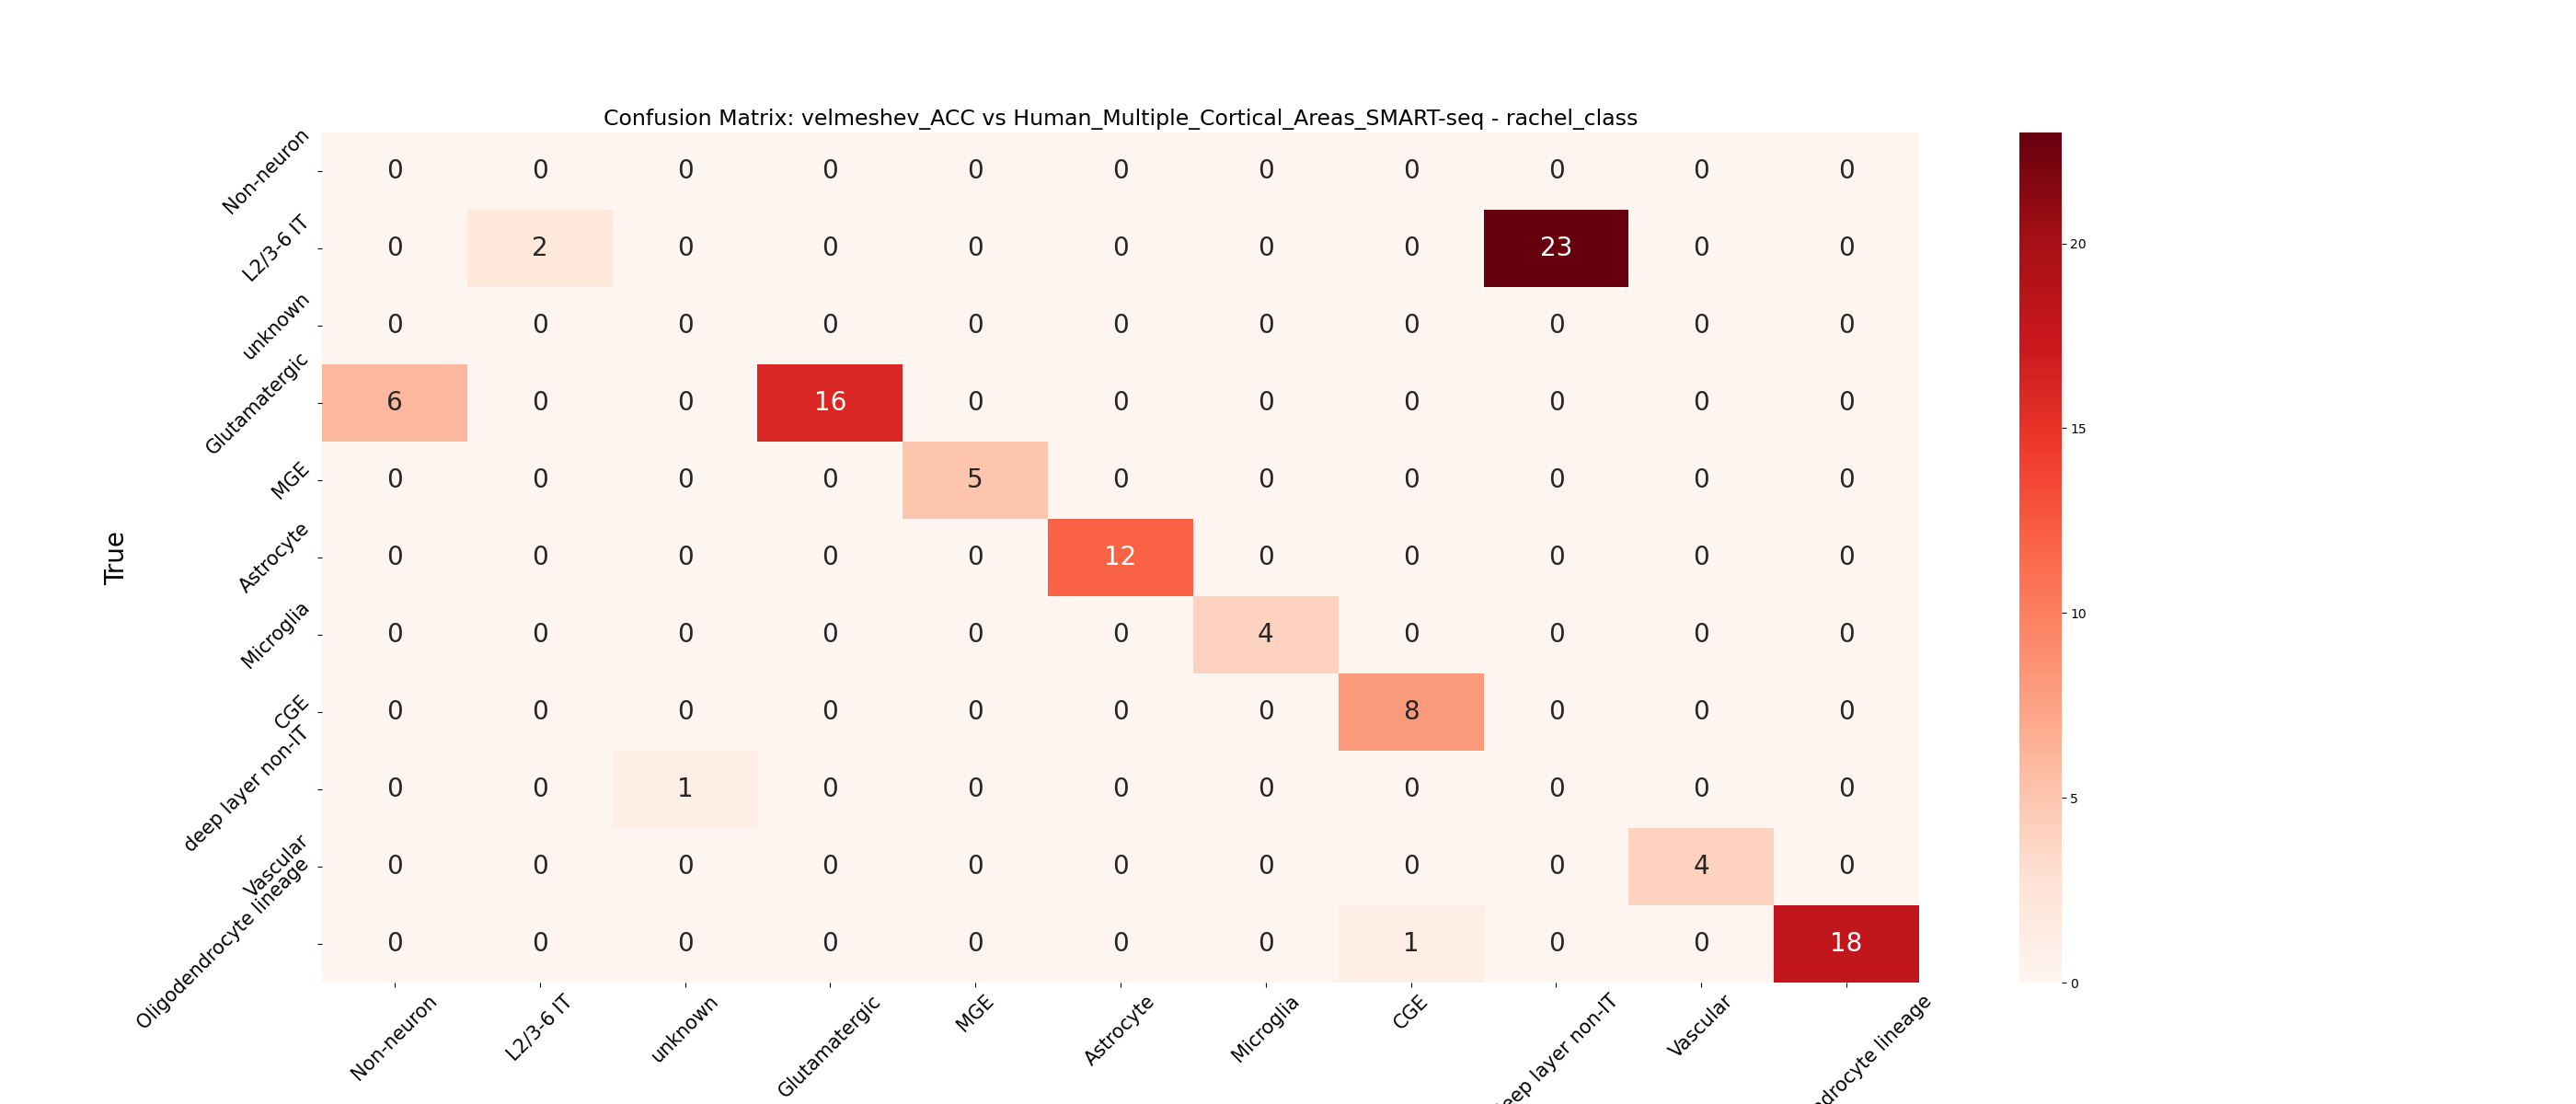 Confusion Matrix: velmeshev_ACC vs Human_Multiple_Cortical_Areas_SMART-seq - rachel_class
True
Non-neuron 0 0 0 0 0 0 0 0 0 0 0
L2/3-6 IT 0 2 0 0 0 0 0 0 23 0 0
unknown 0 0 0 0 0 0 0 0 0 0 0
Glutamatergic 6 0 0 16 0 0 0 0 0 0 0
MGE 0 0 0 0 5 0 0 0 0 0 0
Astrocyte 0 0 0 0 0 12 0 0 0 0 0
Microglia 0 0 0 0 0 0 4 0 0 0 0
CGE 0 0 0 0 0 0 0 8 0 0 0
deep layer non-IT 0 0 1 0 0 0 0 0 0 0 0
Vascular 0 0 0 0 0 0 0 0 0 4 0
Oligodendrocyte lineage 0 0 0 0 0 0 0 1 0 0 18
Non-neuron L2/3-6 IT unknown Glutamatergic MGE Astrocyte Microglia CGE layer non-IT Vascular lineage
20
15
10
5
0